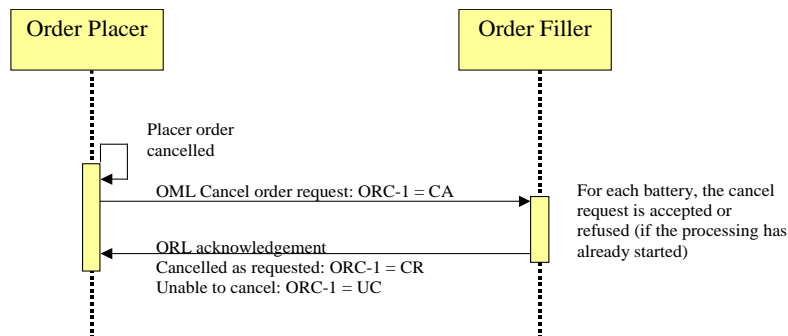 Order Placer
Order Filler
Placer order
cancelled
OML Cancel order request: ORC-1 = CA
For each battery, the cancel
request is accepted or
refused (if the processing has
already started)
ORL acknowledgement
Cancelled as requested: ORC-1 = CR
Unable to cancel: ORC-1 = UC